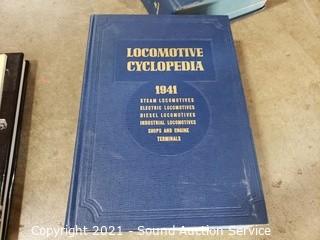 LOCOMOTIVE
CYCLOPEDIA
1941
STEAM LOCOMOTIVES
ELECTRIC LOCOMOTIVES
DIESEL LOCOMOTIVES
INDUSTRIAL LOCOMOTIVES
SHOPS AND ENGINE
TERMINALS
Copyright 2021 - Sound Auction Service